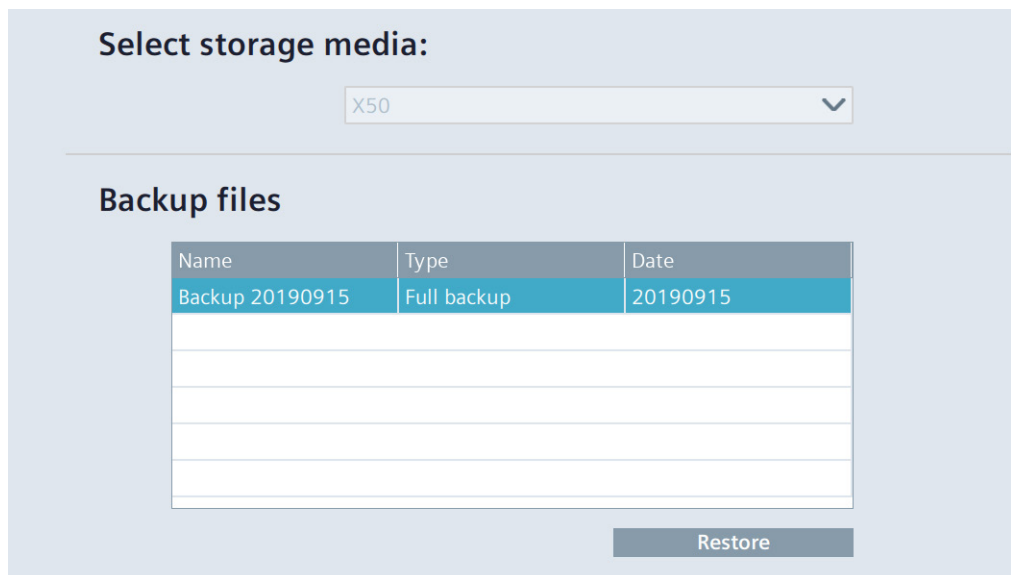 Select storage media:
X50
Backup files
Name Type Date
Backup 20190915 Full backup 20190915
Restore